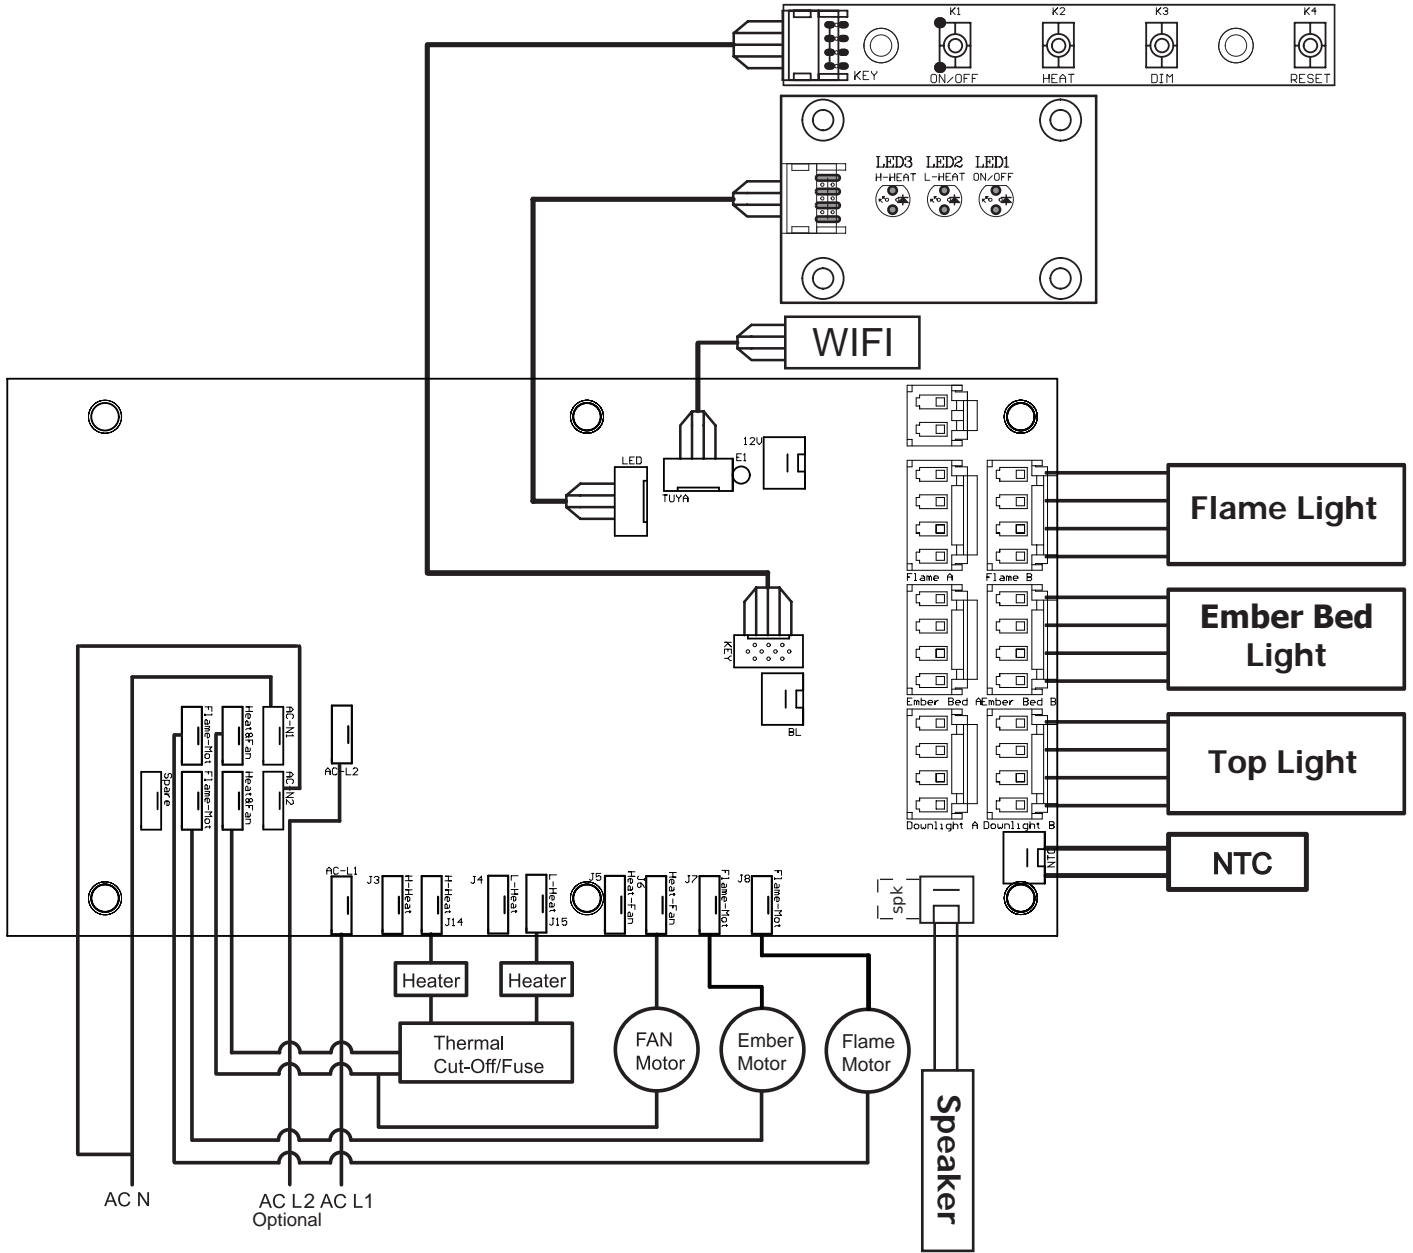 K1
K2
K3
K4
KEY
ON/OFF
HEAT
DIM
RESET
LED3
LED2
LED1
H-HEAT
L-HEAT
ON/OFF
WIFI
12V
LED
E1
TUYA
Flame A
Flame B
Flame Light
KEY
Ember Bed
Light
Ember Bed A
Ember Bed B
BL
Flame-Mot
Heat&Fan
AC-N1
AC-L2
Spare
Flame-Mot
Heat&Fan
AC-N2
Top Light
Downlight A
Downlight B
NTC
NTC
AC-L1
J3
H-Heat
H-Heat
J14
J4
L-Heat
L-Heat
J15
J5
Heat-Fan
J6
Heat-Fan
J7
Flame-Mot
J8
Flame-Mot
spk
Heater
Heater
Thermal
Cut-Off/Fuse
FAN
Motor
Ember
Motor
Flame
Motor
Speaker
AC N
AC L2
AC L1
Optional